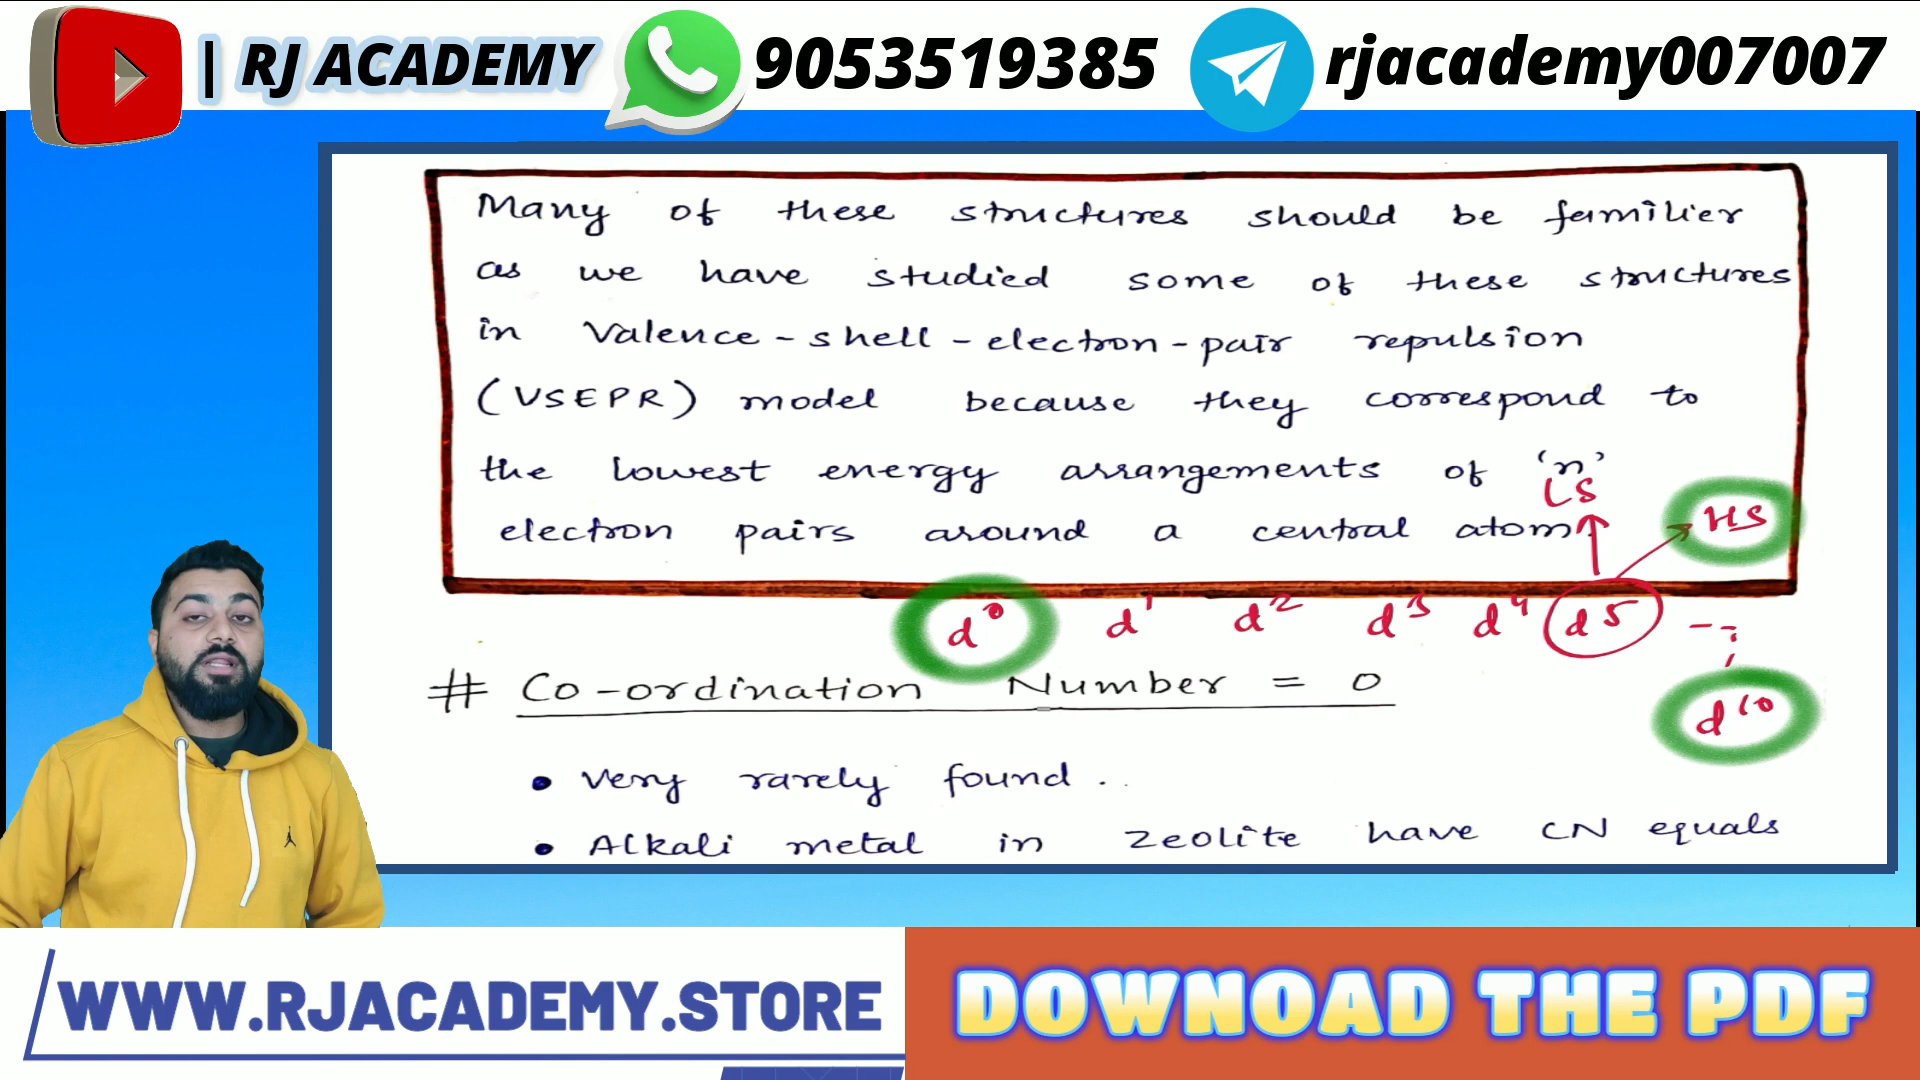 | RJ ACADEMY 9053519385 rjacademy007007
Many of these structures should be familier
as we have studied some of these structures
in Valence-shell-electron-pair repulsion
(VSEPR) model because they correspond to
the lowest energy arrangements of 'n'
LS
HS
electron pairs around a central atom.
d⁰ d¹ d² d³ d⁴ d5 --;
# Co-ordination Number = 0
d¹⁰
• Very rarely found.
• Alkali metal in zeolite have CN equals
WWW.RJACADEMY.STORE
DOWNOAD THE PDF